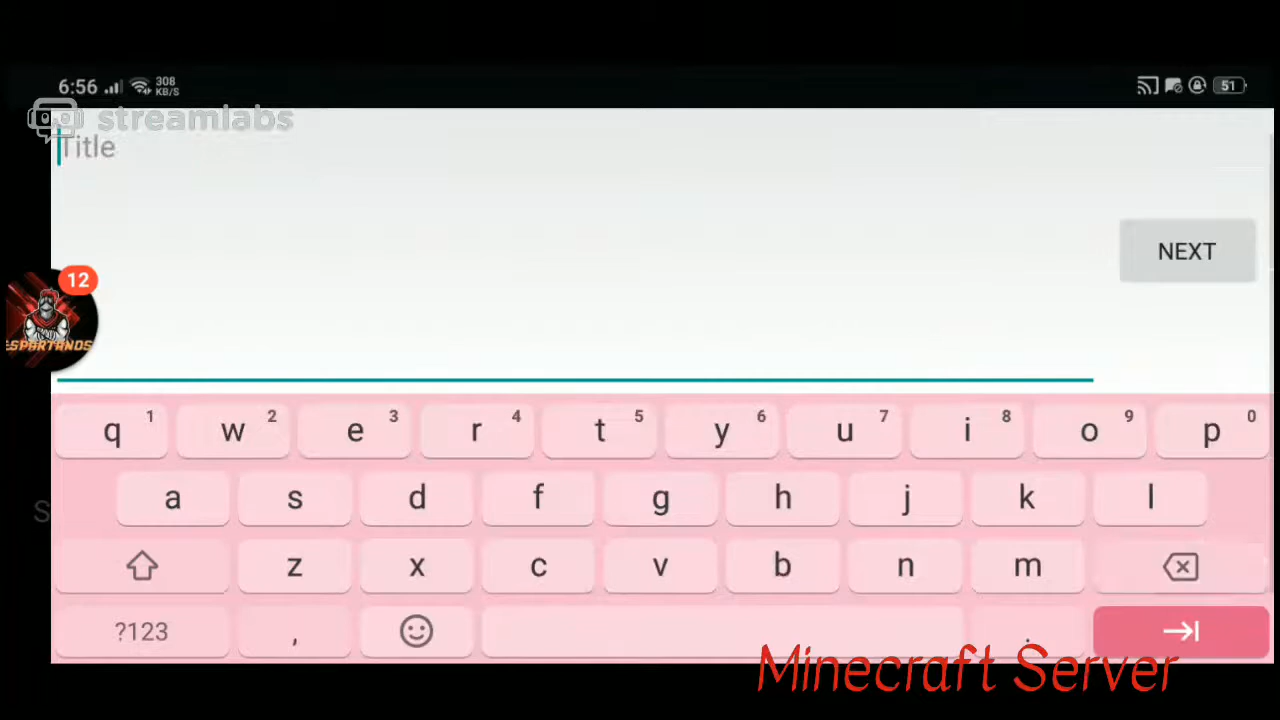 6:56 308 KB/S 51
streamlabs
Title
12
NEXT
ESPARTANOS
q 1 w 2 e 3 r 4 t 5 y 6 u 7 i 8 o 9 p 0
a s d f g h j k l
S
z x c v b n m
?123 , .
Minecraft Server